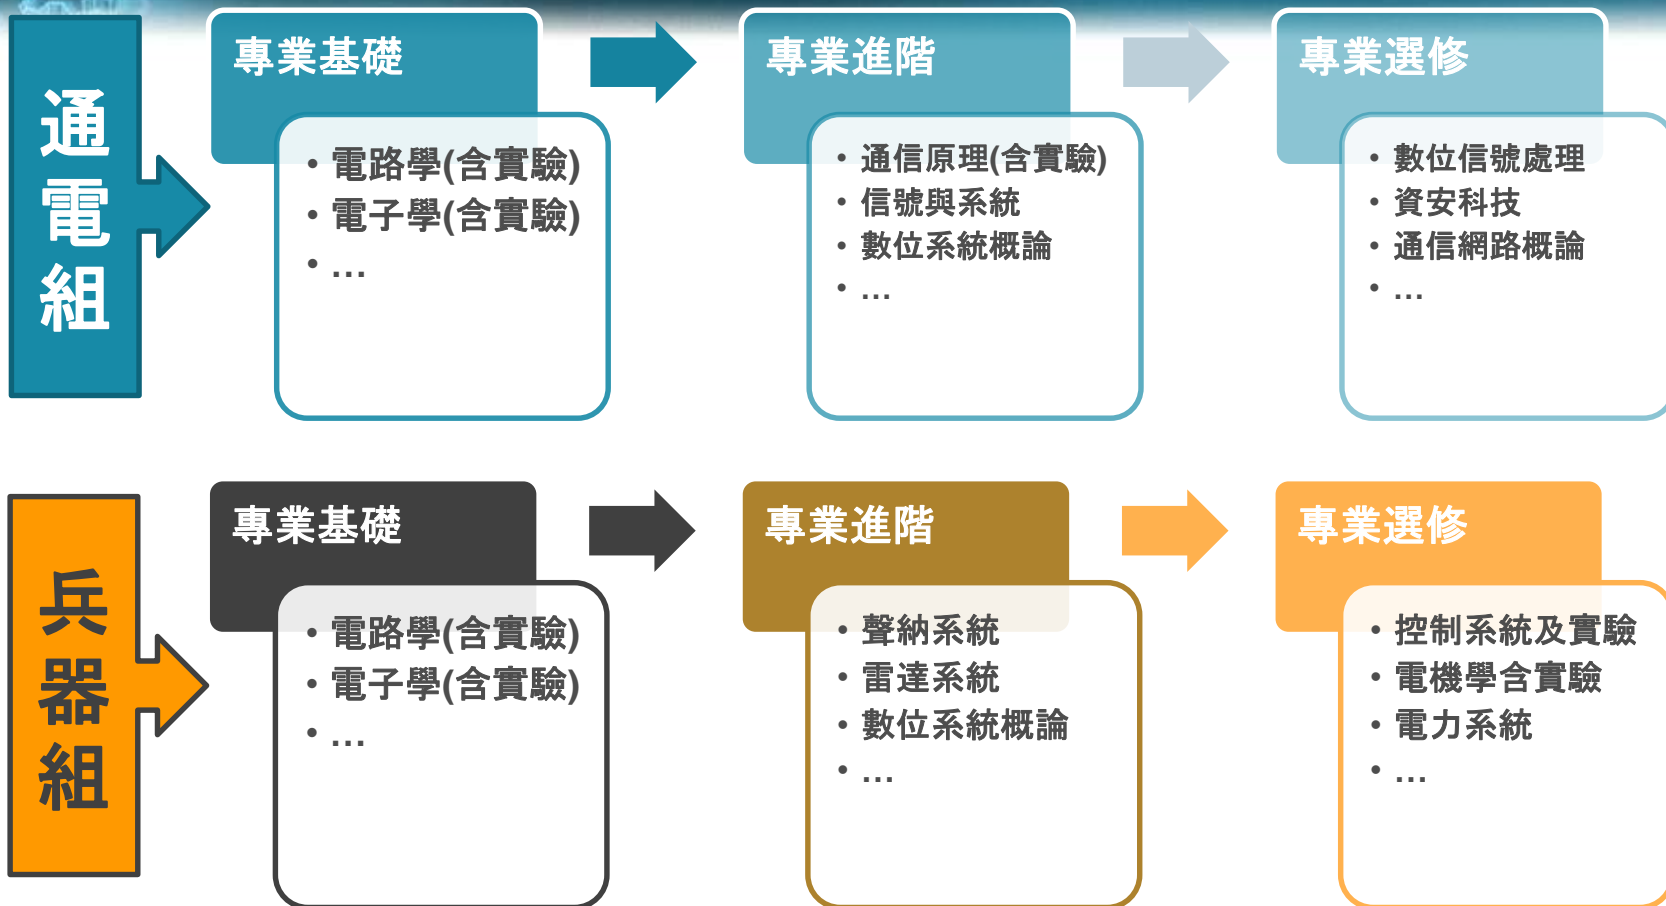 通電組
專業基礎
• 電路學(含實驗)
• 電子學(含實驗)
• ...
專業進階
• 通信原理(含實驗)
• 信號與系統
• 數位系統概論
• ...
專業選修
• 數位信號處理
• 資安科技
• 通信網路概論
• ...
兵器組
專業基礎
• 電路學(含實驗)
• 電子學(含實驗)
• ...
專業進階
• 聲納系統
• 雷達系統
• 數位系統概論
• ...
專業選修
• 控制系統及實驗
• 電機學含實驗
• 電力系統
• ...